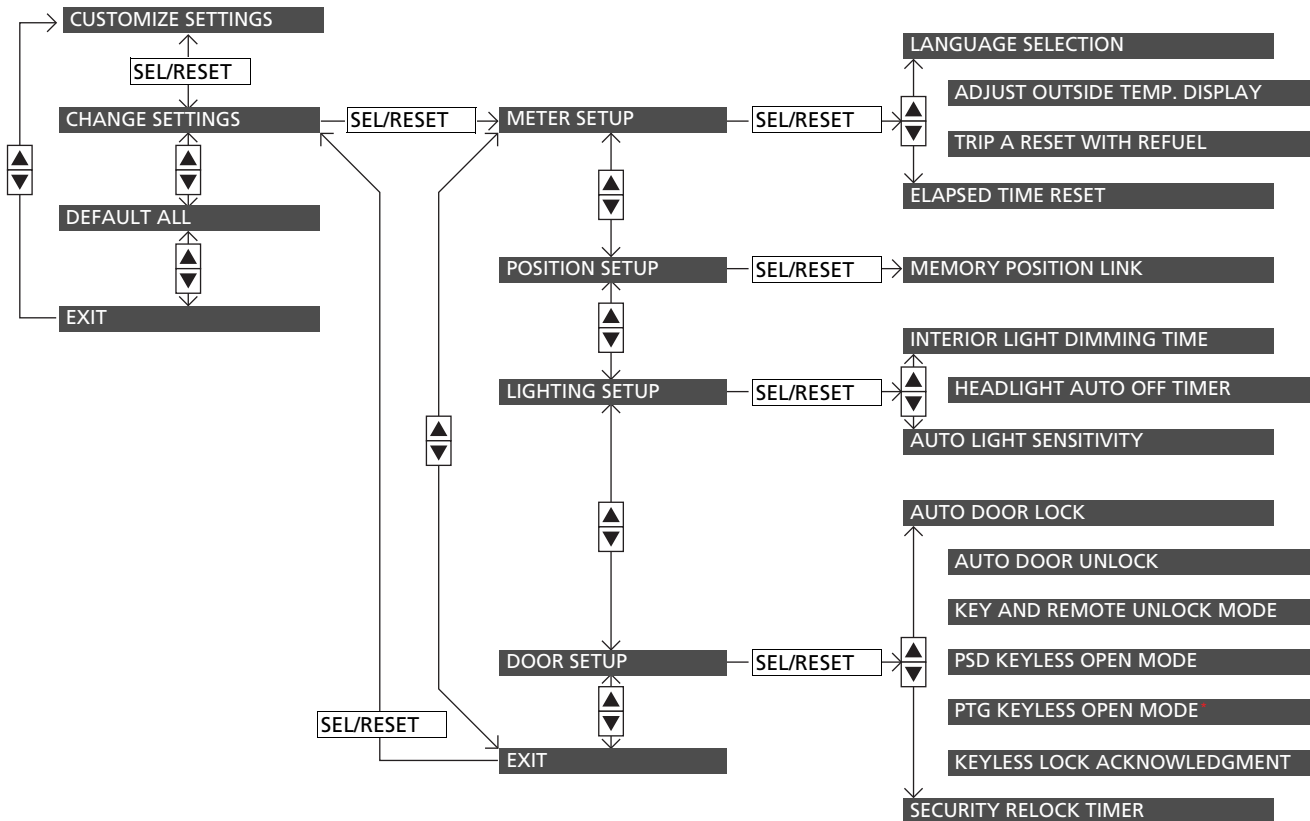 CUSTOMIZE SETTINGS
SEL/RESET
CHANGE SETTINGS
DEFAULT ALL
EXIT
SEL/RESET
METER SETUP
SEL/RESET
LANGUAGE SELECTION
ADJUST OUTSIDE TEMP. DISPLAY
TRIP A RESET WITH REFUEL
ELAPSED TIME RESET
POSITION SETUP
SEL/RESET
MEMORY POSITION LINK
LIGHTING SETUP
SEL/RESET
INTERIOR LIGHT DIMMING TIME
HEADLIGHT AUTO OFF TIMER
AUTO LIGHT SENSITIVITY
DOOR SETUP
SEL/RESET
AUTO DOOR LOCK
AUTO DOOR UNLOCK
KEY AND REMOTE UNLOCK MODE
PSD KEYLESS OPEN MODE
PTG KEYLESS OPEN MODE*
KEYLESS LOCK ACKNOWLEDGMENT
SECURITY RELOCK TIMER
SEL/RESET
EXIT